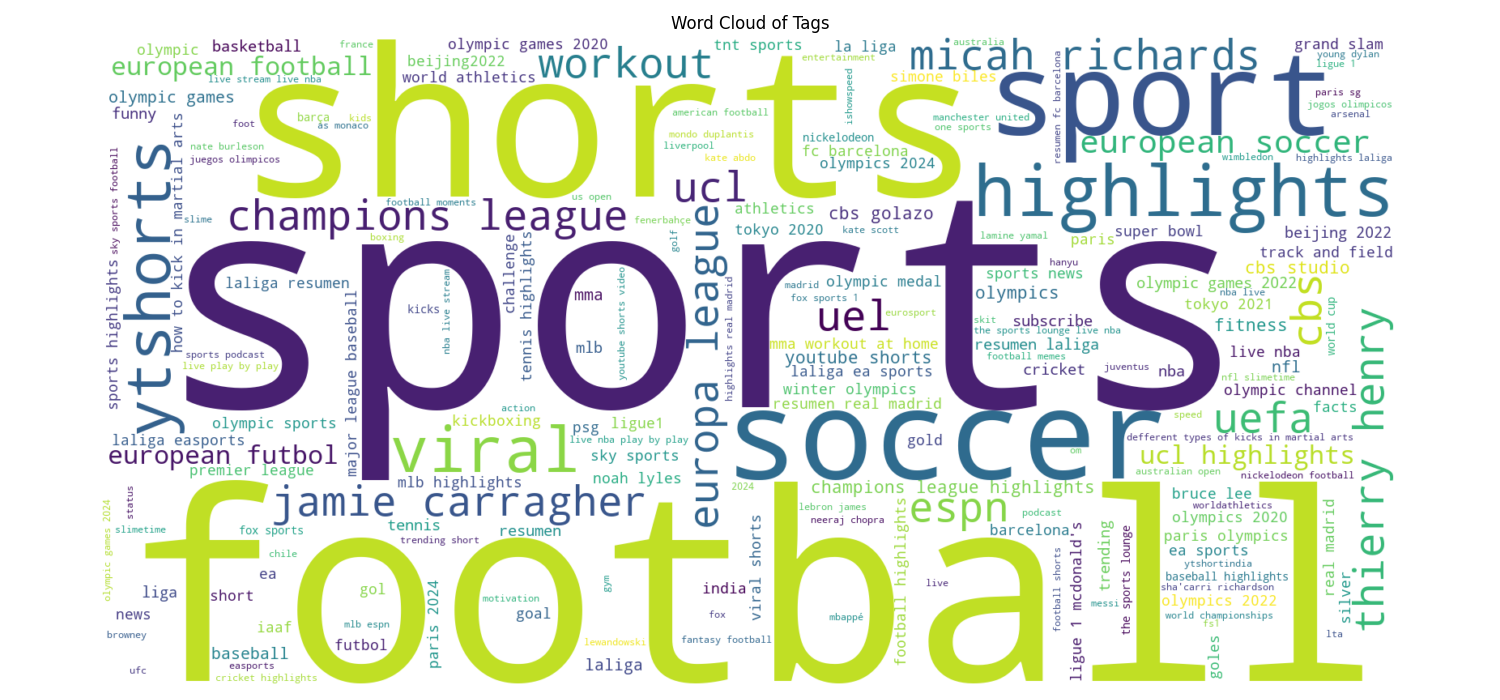 Word Cloud of Tags
olympic
basketball
france
olympic games 2020
tnt sports
la liga
australia
grand slam
young dylan
ligue 1
european football
live stream live nba
beijing2022
world athletics
workout
entertainment
micah richards
simone biles
olympic games
funny
barça
kids
foot
as monaco
shorts
american football
ishowspeed
manchester united
one sports
sport
resumen fc barcelona
paris sg
jogos olimpicos
arsenal
nate burleson
juegos olimpicos
mondo duplantis
liverpool
kate abdo
nickelodeon
fc barcelona
olympics 2024
european soccer
wimbledon
highlights laliga
sports highlights sky sports football
ytshorts
how to kick in martial arts
slime
football moments
us open
ucl
highlights
champions league
boxing
fenerbahçe
golf
athletics
tokyo 2020
cbs golazo
kate scott
lamine yamal
paris
super bowl
beijing 2022
track and field
sports
laliga resumen
major league baseball
kicks
nba live stream
challenge
tennis highlights
mma
mlb
youtube shorts video
europa league
highlights real madrid
madrid
fox sports 1
olympic medal
hanyu
sports news
olympics
cbs studio
olympic games 2022
nba live
tokyo 2021
cbs
world cup
uel
eurosport
skit
subscribe
the sports lounge live nba
fitness
sports podcast
live play by play
mma workout at home
youtube shorts
laliga ea sports
resumen laliga
football memes
cricket
juventus
nba
live nba
nfl
nfl slimetime
thierry henry
winter olympics
resumen real madrid
olympic channel
olympic sports
action
kickboxing
psg
ligue1
soccer
speed
uefa
facts
laliga easports
viral
live nba play by play
sky sports
gold
defferent types of kicks in martial arts
om
ucl highlights
european futbol
premier league
mlb highlights
noah lyles
australian open
nickelodeon football
olympic games 2024
status
slimetime
jamie carragher
2024
champions league highlights
espn
lebron james
neeraj chopra
podcast
barcelona
bruce lee
worldathletics
olympics 2020
paris olympics
real madrid
fox sports
tennis
trending short
resumen
chile
football
viral shorts
football highlights
live
football shorts
ligue 1 mcdonald's
trending
messi
the sports lounge
ea sports
ytshortindia
baseball highlights
sha'carri richardson
olympics 2022
world championships
fsl
silver
lta
liga
ea
short
news
gol
motivation
gym
goal
india
fox
mbappé
iaaf
mlb espn
paris 2024
browney
baseball
futbol
lewandowski
fantasy football
goles
ufc
easports
cricket highlights
laliga